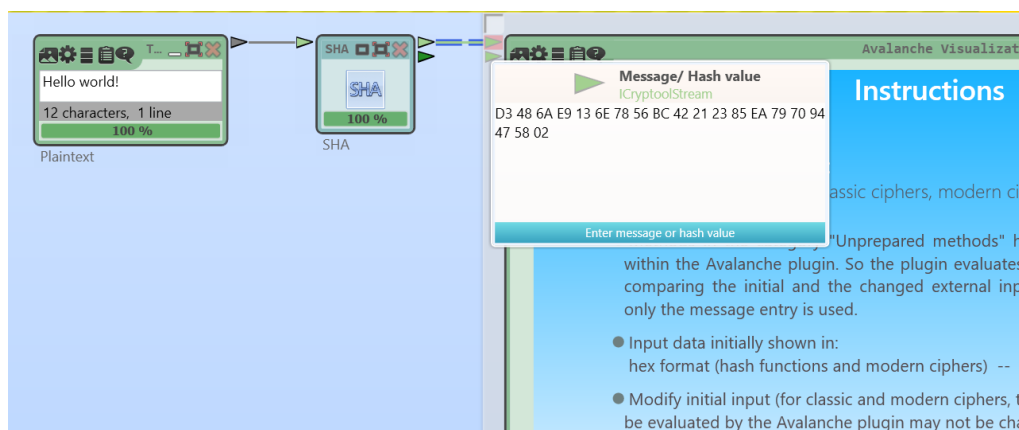 T...
Hello world!
12 characters, 1 line
100 %
Plaintext
SHA
SHA
100 %
SHA
Avalanche Visualizat
Message/ Hash value
ICryptoolStream
D3 48 6A E9 13 6E 78 56 BC 42 21 23 85 EA 79 70 94
47 58 02
Enter message or hash value
Instructions
assic ciphers, modern ci
"Unprepared methods" h
within the Avalanche plugin. So the plugin evaluates
comparing the initial and the changed external inp
only the message entry is used.
Input data initially shown in:
hex format (hash functions and modern ciphers) --
Modify initial input (for classic and modern ciphers, t
be evaluated by the Avalanche plugin may not be cha